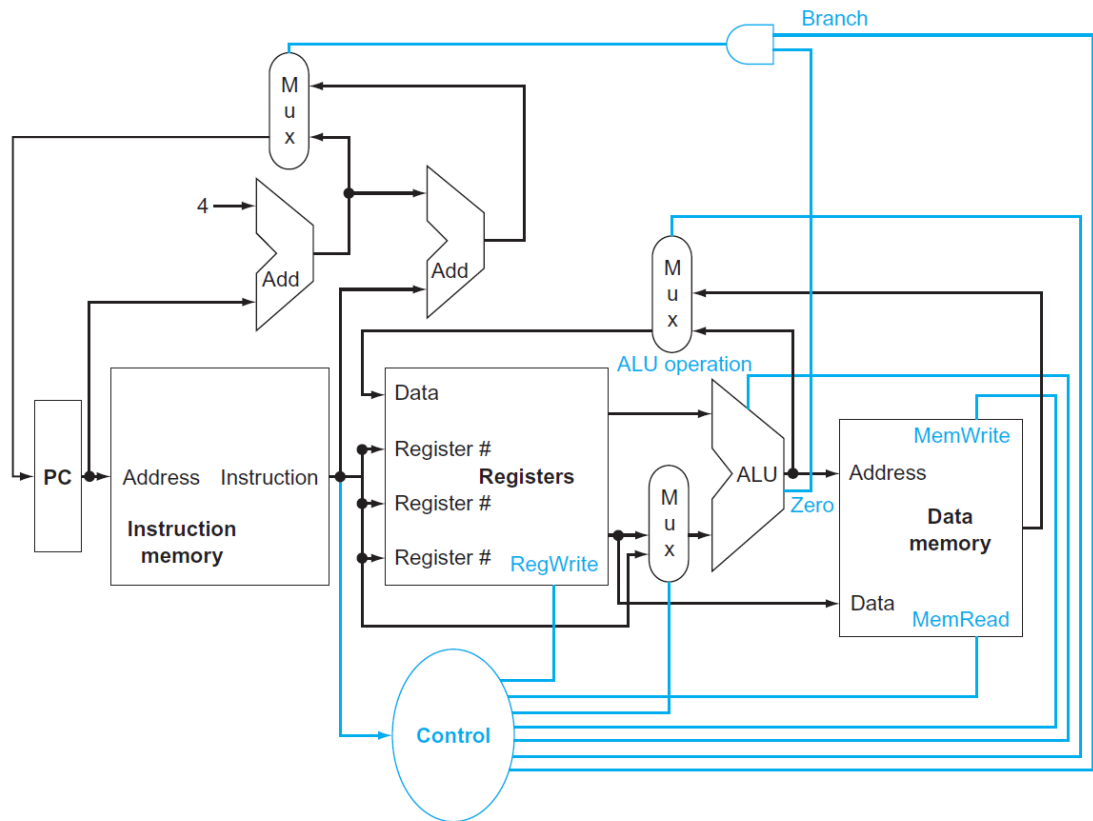 Branch
M
u
x
4
Add
Add
M
u
x
ALU operation
Data
Register #
Registers
Register #
Register #
RegWrite
PC
Address
Instruction
Instruction
memory
M
u
x
ALU
Zero
MemWrite
Address
Data
memory
Data
MemRead
Control